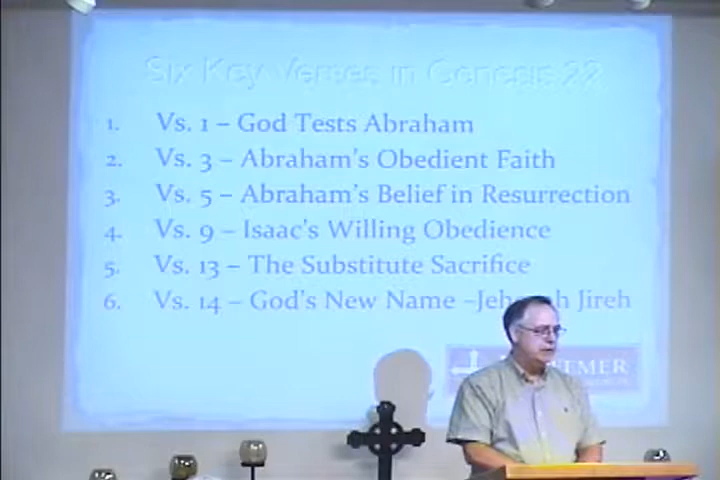 Six Key Verses in Genesis 22
1. Vs. 1 – God Tests Abraham
2. Vs. 3 – Abraham's Obedient Faith
3. Vs. 5 – Abraham's Belief in Resurrection
4. Vs. 9 – Isaac's Willing Obedience
5. Vs. 13 – The Substitute Sacrifice
6. Vs. 14 – God's New Name – Jireh